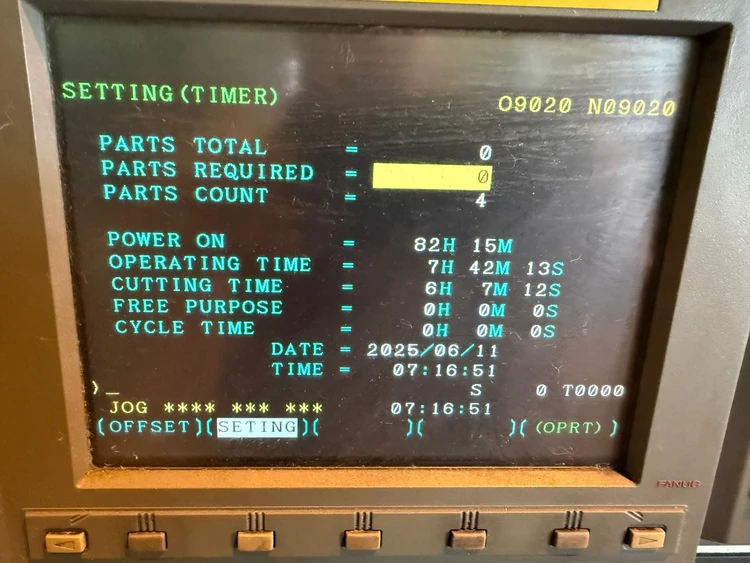 SETTING(TIMER)
O9020 N09020
PARTS TOTAL = 0
PARTS REQUIRED = 0
PARTS COUNT = 4
POWER ON = 82H 15M
OPERATING TIME = 7H 42M 13S
CUTTING TIME = 6H 7M 12S
FREE PURPOSE = 0H 0M 0S
CYCLE TIME = 0H 0M 0S
DATE = 2025/06/11
TIME = 07:16:51
)_
S 0 T0000
JOG **** *** *** 07:16:51
(OFFSET)(SETING)( )( )((OPRT))
FANUC